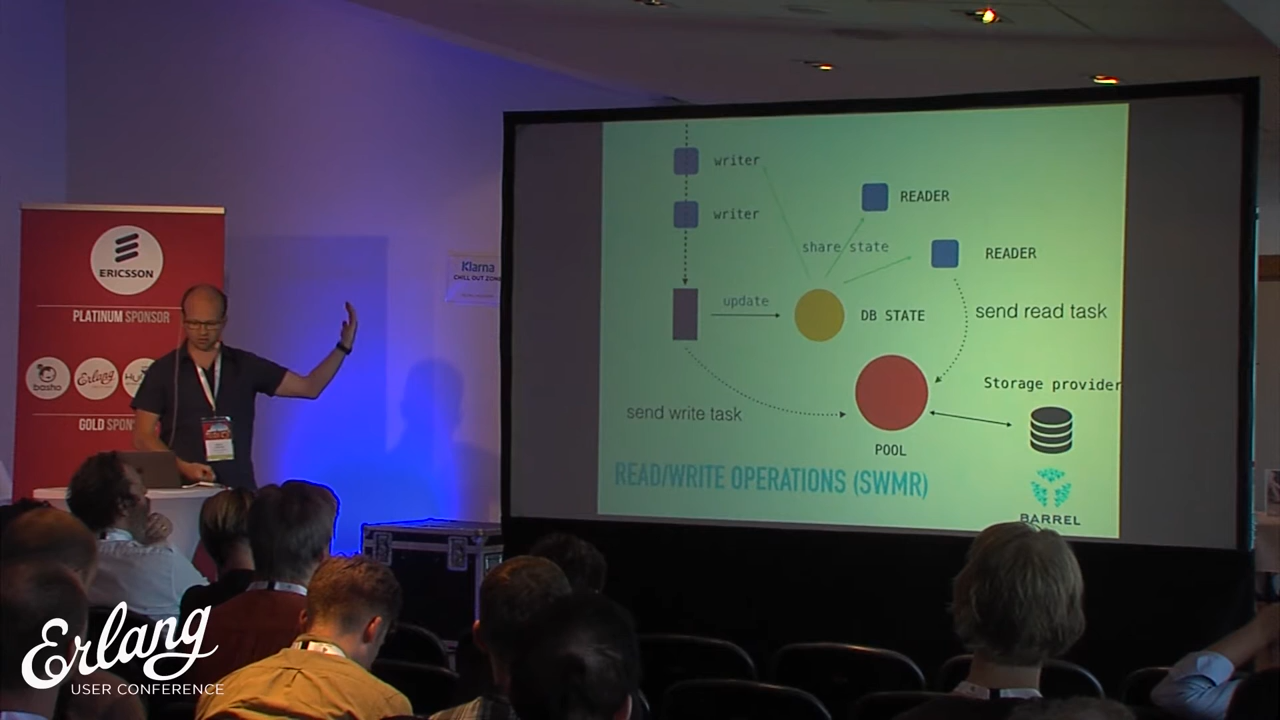 ERICSSON
PLATINUM SPONSOR
basho
Erlang
GOLD
Klarna
CHILL OUT ZONE
writer
writer
READER
share state
READER
update
DB STATE
send read task
Storage provider
send write task
POOL
READ/WRITE OPERATIONS (SWMR)
BARREL
Erlang
USER CONFERENCE